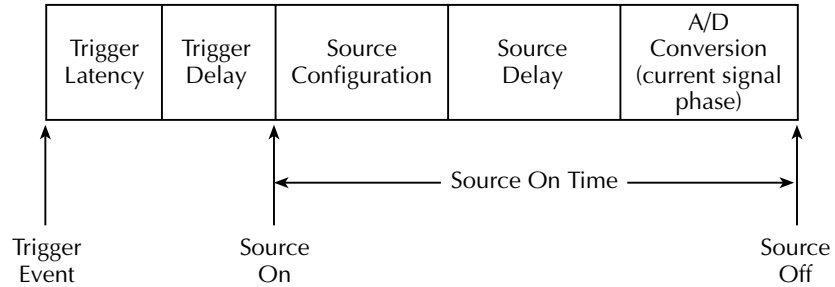 Trigger
Latency
Trigger
Delay
Source
Configuration
Source
Delay
A/D
Conversion
(current signal
phase)
Source On Time
Trigger
Event
Source
On
Source
Off